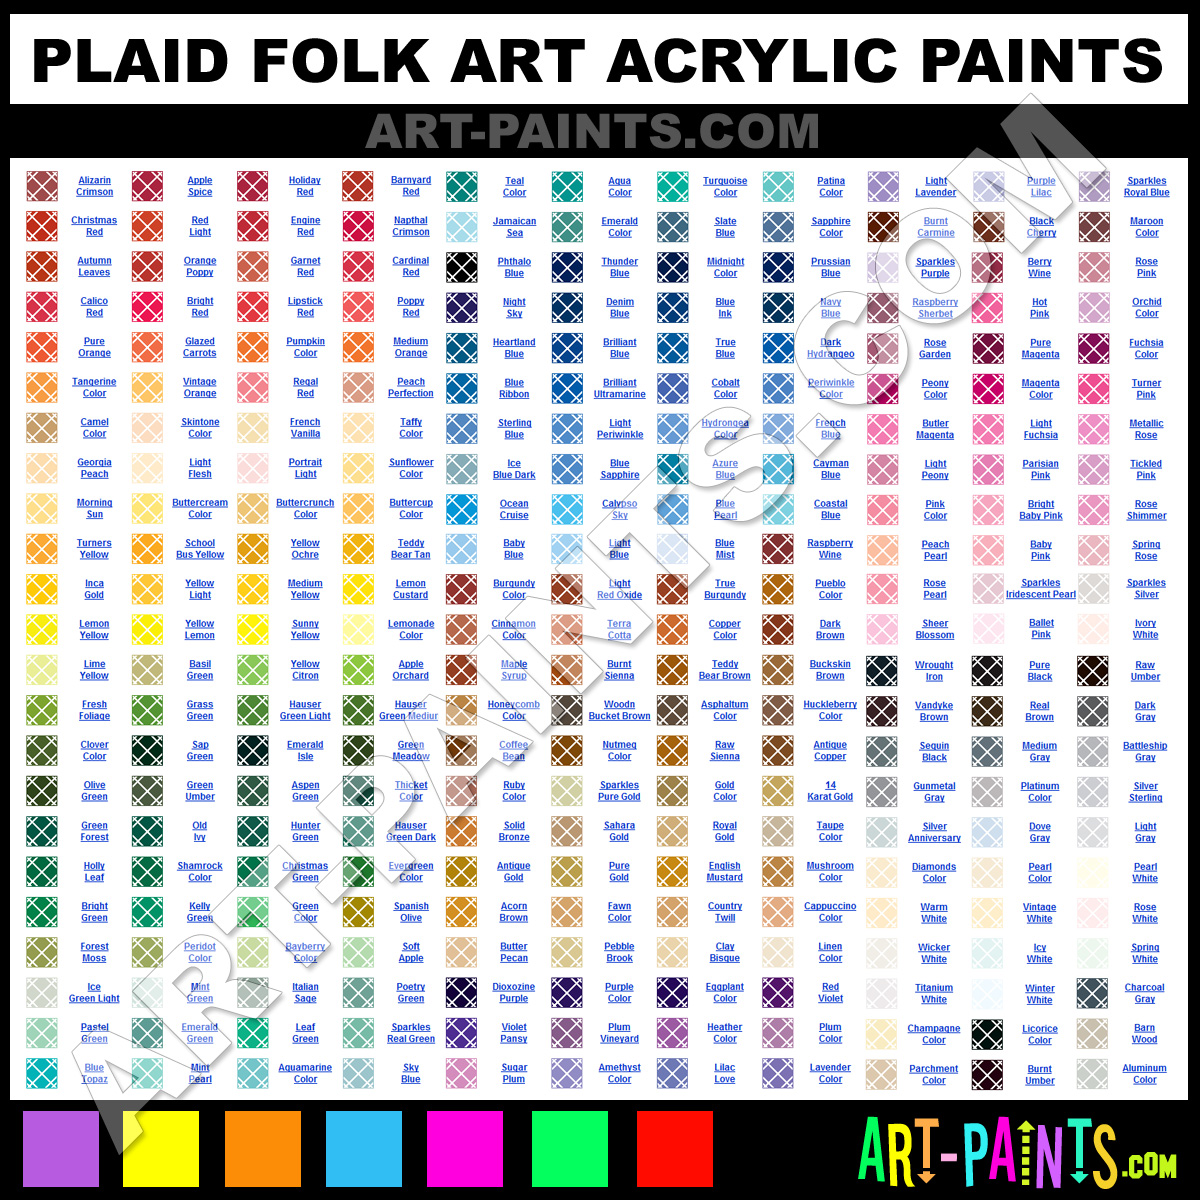 PLAID FOLK ART ACRYLIC PAINTS
ART-PAINTS.COM
Alizarin
Crimson
Apple
Spice
Holiday
Red
Barnyard
Red
Teal
Color
Aqua
Color
Turquoise
Color
Patina
Color
Light
Lavender
Purple
Lilac
Sparkles
Royal Blue
Christmas
Red
Red
Light
Engine
Red
Napthal
Crimson
Jamaican
Sea
Emerald
Color
Slate
Blue
Sapphire
Color
Burnt
Carmine
Black
Cherry
Maroon
Color
Autumn
Leaves
Orange
Poppy
Garnet
Red
Cardinal
Red
Phthalo
Blue
Thunder
Blue
Midnight
Color
Prussian
Blue
Sparkles
Purple
Berry
Wine
Rose
Pink
Calico
Red
Bright
Red
Lipstick
Red
Poppy
Red
Night
Sky
Denim
Blue
Blue
Ink
Navy
Blue
Raspberry
Sherbet
Hot
Pink
Orchid
Color
Pure
Orange
Glazed
Carrots
Pumpkin
Color
Medium
Orange
Heartland
Blue
Brilliant
Blue
True
Blue
Dark
Hydrangeo
Rose
Garden
Pure
Magenta
Fuchsia
Color
Tangerine
Color
Vintage
Orange
Regal
Red
Peach
Perfection
Blue
Ribbon
Brilliant
Ultramarine
Cobalt
Color
Periwinkle
Color
Peony
Color
Magenta
Color
Turner
Pink
Camel
Color
Skintone
Color
French
Vanilla
Taffy
Color
Sterling
Blue
Light
Periwinkle
Hydrongea
Color
French
Blue
Butler
Magenta
Light
Fuchsia
Metallic
Rose
Georgia
Peach
Light
Flesh
Portrait
Light
Sunflower
Color
Ice
Blue Dark
Blue
Sapphire
Azure
Blue
Cayman
Blue
Light
Peony
Parisian
Pink
Tickled
Pink
Morning
Sun
Buttercream
Color
Buttercrunch
Color
Buttercup
Color
Ocean
Cruise
Calypso
Sky
Blue
Pearl
Coastal
Blue
Pink
Color
Bright
Baby Pink
Rose
Shimmer
Turners
Yellow
School
Bus Yellow
Yellow
Ochre
Teddy
Bear Tan
Baby
Blue
Light
Blue
Blue
Mist
Raspberry
Wine
Peach
Pearl
Baby
Pink
Spring
Rose
Inca
Gold
Yellow
Light
Medium
Yellow
Lemon
Custard
Burgundy
Color
Light
Red Oxide
True
Burgundy
Pueblo
Color
Rose
Pearl
Sparkles
Iridescent Pearl
Sparkles
Silver
Lemon
Yellow
Yellow
Lemon
Sunny
Yellow
Lemonade
Color
Cinnamon
Color
Terra
Cotta
Copper
Color
Dark
Brown
Sheer
Blossom
Ballet
Pink
Ivory
White
Lime
Yellow
Basil
Green
Yellow
Citron
Apple
Orchard
Maple
Syrup
Burnt
Sienna
Teddy
Bear Brown
Buckskin
Brown
Wrought
Iron
Pure
Black
Raw
Umber
Fresh
Foliage
Grass
Green
Hauser
Green Light
Hauser
Green Mediur
Honeycomb
Color
Woodn
Bucket Brown
Asphaltum
Color
Huckleberry
Color
Vandyke
Brown
Real
Brown
Dark
Gray
Clover
Color
Sap
Green
Emerald
Isle
Green
Meadow
Coffee
Bean
Nutmeg
Color
Raw
Sienna
Antique
Copper
Sequin
Black
Medium
Gray
Battleship
Gray
Olive
Green
Green
Umber
Aspen
Green
Thicket
Color
Ruby
Color
Sparkles
Pure Gold
Gold
Color
14
Karat Gold
Gunmetal
Gray
Platinum
Color
Silver
Sterling
Green
Forest
Old
Ivy
Hunter
Green
Hauser
Green Dark
Solid
Bronze
Sahara
Gold
Royal
Gold
Taupe
Color
Silver
Anniversary
Dove
Gray
Light
Gray
Holly
Leaf
Shamrock
Color
Christmas
Green
Evergreen
Color
Antique
Gold
Pure
Gold
English
Mustard
Mushroom
Color
Diamonds
Color
Pearl
Color
Pearl
White
Bright
Green
Kelly
Green
Green
Color
Spanish
Olive
Acorn
Brown
Fawn
Color
Country
Twill
Cappuccino
Color
Warm
White
Vintage
White
Rose
White
Forest
Moss
Peridot
Color
Bayberry
Color
Soft
Apple
Butter
Pecan
Pebble
Brook
Clay
Bisque
Linen
Color
Wicker
White
Icy
White
Spring
White
Ice
Green Light
Mint
Green
Italian
Sage
Poetry
Green
Dioxozine
Purple
Purple
Color
Eggplant
Color
Red
Violet
Titanium
White
Winter
White
Charcoal
Gray
Pastel
Green
Emerald
Green
Leaf
Green
Sparkles
Real Green
Violet
Pansy
Plum
Vineyard
Heather
Color
Plum
Color
Champagne
Color
Licorice
Color
Barn
Wood
Blue
Topaz
Mint
Pearl
Aquamarine
Color
Sky
Blue
Sugar
Plum
Amethyst
Color
Lilac
Love
Lavender
Color
Parchment
Color
Burnt
Umber
Aluminum
Color
ART-PAINTS.COM
ART-PAINTS.COM